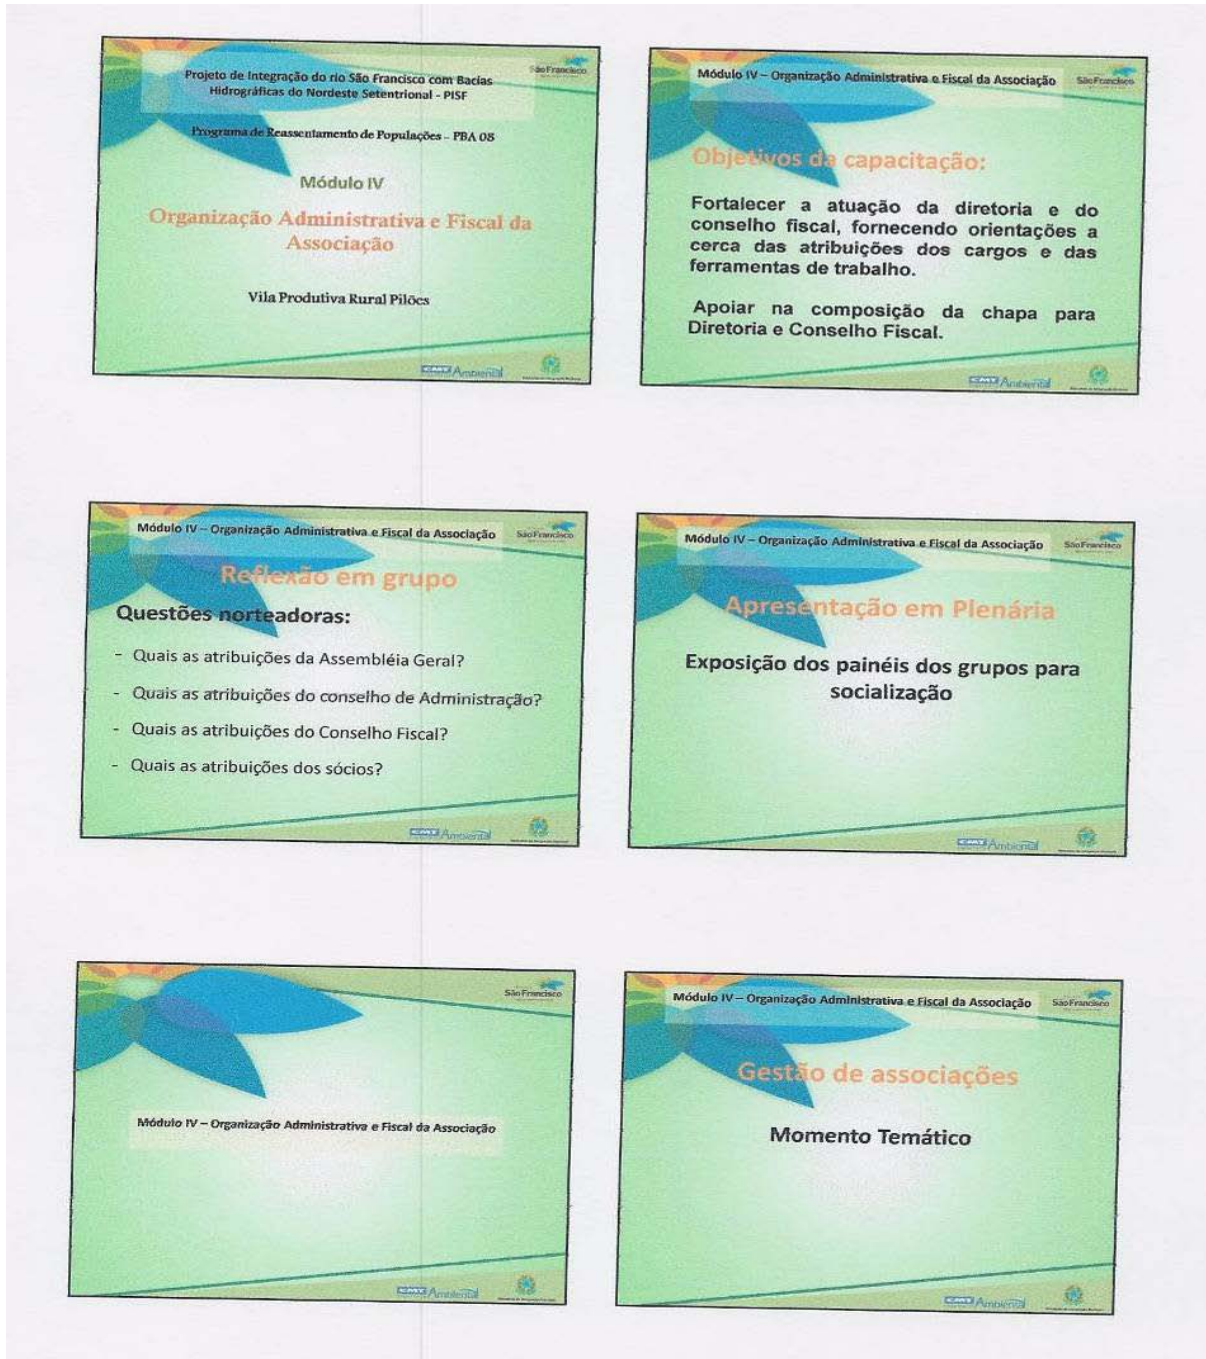 Projeto de Integração do rio São Francisco com Bacias
Hidrográficas do Nordeste Setentrional - PISF
São Francisco
Programa de Reassentamento de Populações – PBA 08
Módulo IV
Organização Administrativa e Fiscal da
Associação
Vila Produtiva Rural Pilões
CMT Ambiental
Módulo IV – Organização Administrativa e Fiscal da Associação
São Francisco
Objetivos da capacitação:
Fortalecer a atuação da diretoria e do
conselho fiscal, fornecendo orientações a
cerca das atribuições dos cargos e das
ferramentas de trabalho.
Apoiar na composição da chapa para
Diretoria e Conselho Fiscal.
CMT Ambiental
Módulo IV – Organização Administrativa e Fiscal da Associação
São Francisco
Reflexão em grupo
Questões norteadoras:
- Quais as atribuições da Assembléia Geral?
- Quais as atribuições do conselho de Administração?
- Quais as atribuições do Conselho Fiscal?
- Quais as atribuições dos sócios?
CMT Ambiental
Módulo IV – Organização Administrativa e Fiscal da Associação
São Francisco
Apresentação em Plenária
Exposição dos painéis dos grupos para
socialização
CMT Ambiental
São Francisco
Módulo IV – Organização Administrativa e Fiscal da Associação
CMT Ambiental
Módulo IV – Organização Administrativa e Fiscal da Associação
São Francisco
Gestão de associações
Momento Temático
CMT Ambiental